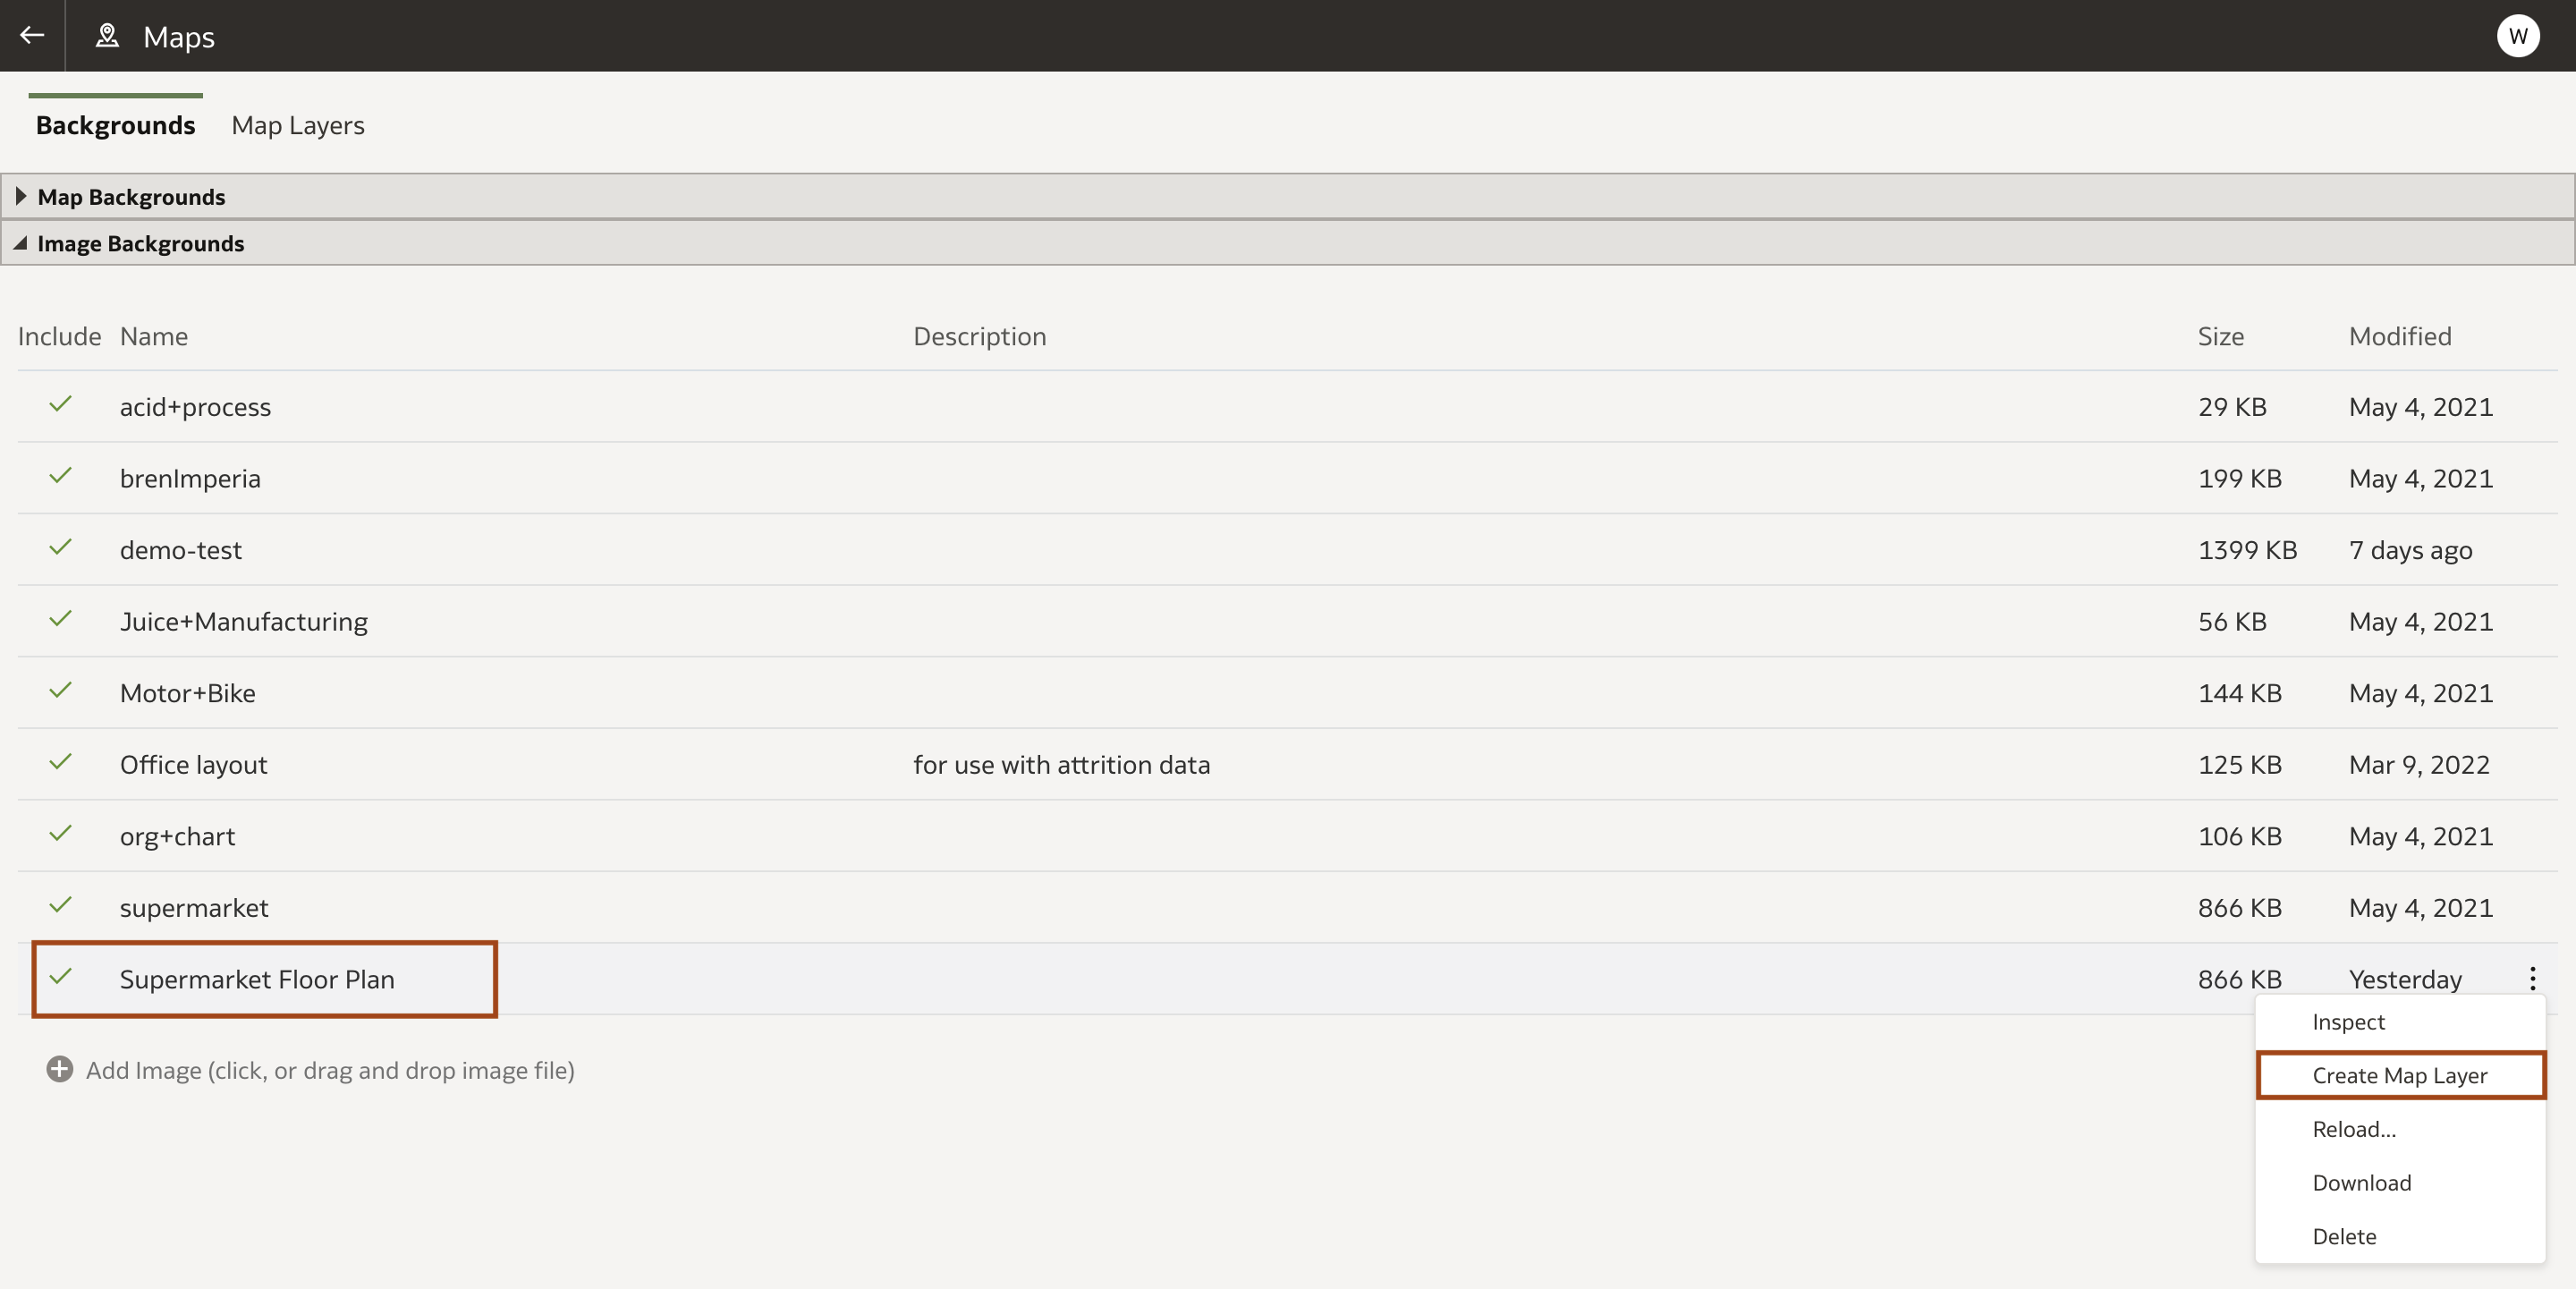 Maps
W
Backgrounds Map Layers
Map Backgrounds
Image Backgrounds
Include Name Description Size Modified
acid+process 29 KB May 4, 2021
brenImperia 199 KB May 4, 2021
demo-test 1399 KB 7 days ago
Juice+Manufacturing 56 KB May 4, 2021
Motor+Bike 144 KB May 4, 2021
Office layout for use with attrition data 125 KB Mar 9, 2022
org+chart 106 KB May 4, 2021
supermarket 866 KB May 4, 2021
Supermarket Floor Plan 866 KB Yesterday
Add Image (click, or drag and drop image file)
Inspect
Create Map Layer
Reload...
Download
Delete